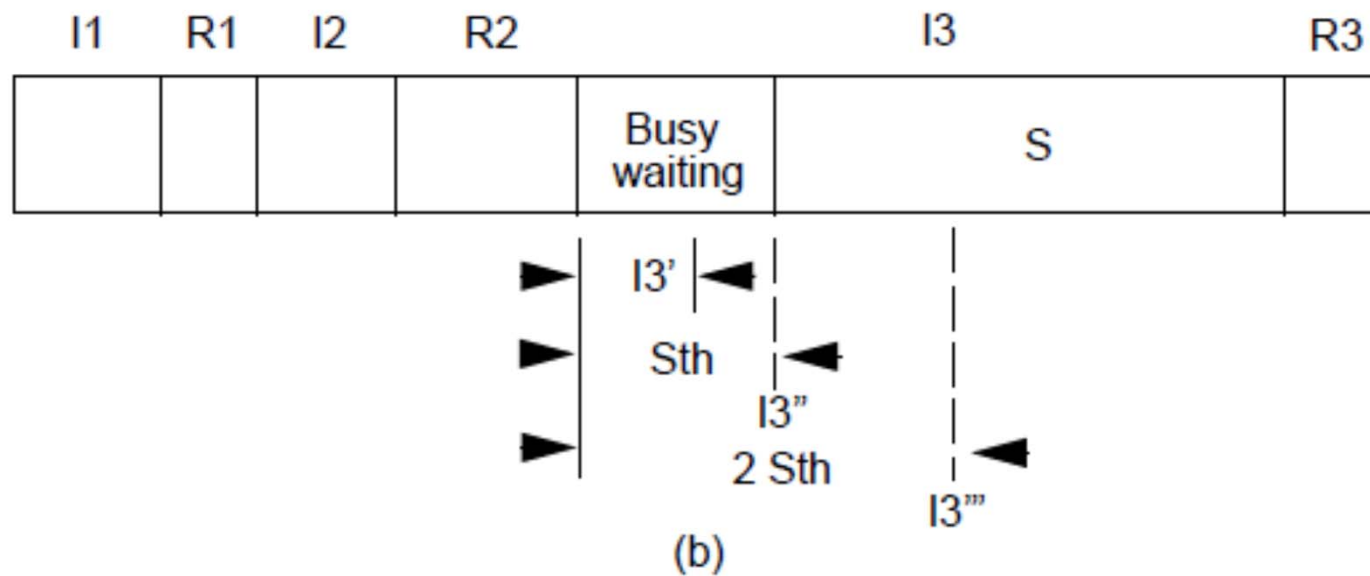 I1 R1 I2 R2 I3 R3
Busy
waiting
S
I3’
Sth
I3”
2 Sth
I3’”
(b)